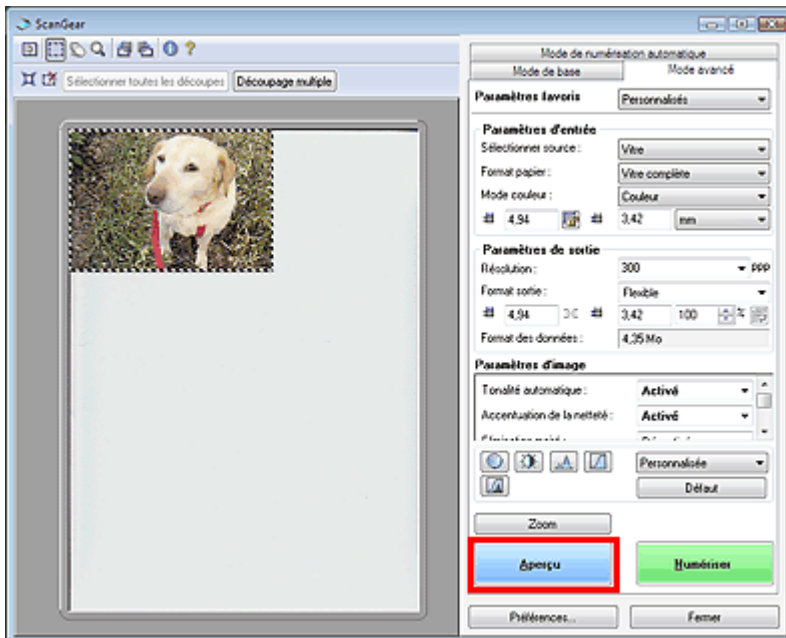 ScanGear
Sélectionner toutes les découpes Découpage multiple
Mode de numérisation automatique
Mode de base Mode avancé
Paramètres favoris Personnalisés
Paramètres d'entrée
Sélectionner source : Vitre
Format papier : Vitre complète
Mode couleur : Couleur
4,94 3,42 mm
Paramètres de sortie
Résolution : 300 ppp
Format sortie : Flexible
4,94 3,42 100 %
Format des données : 4,35 Mo
Paramètres d'image
Tonalité automatique : Activé
Accentuation de la netteté : Activé
Personnalisée
Défaut
Zoom
Aperçu Numériser
Préférences... Fermer